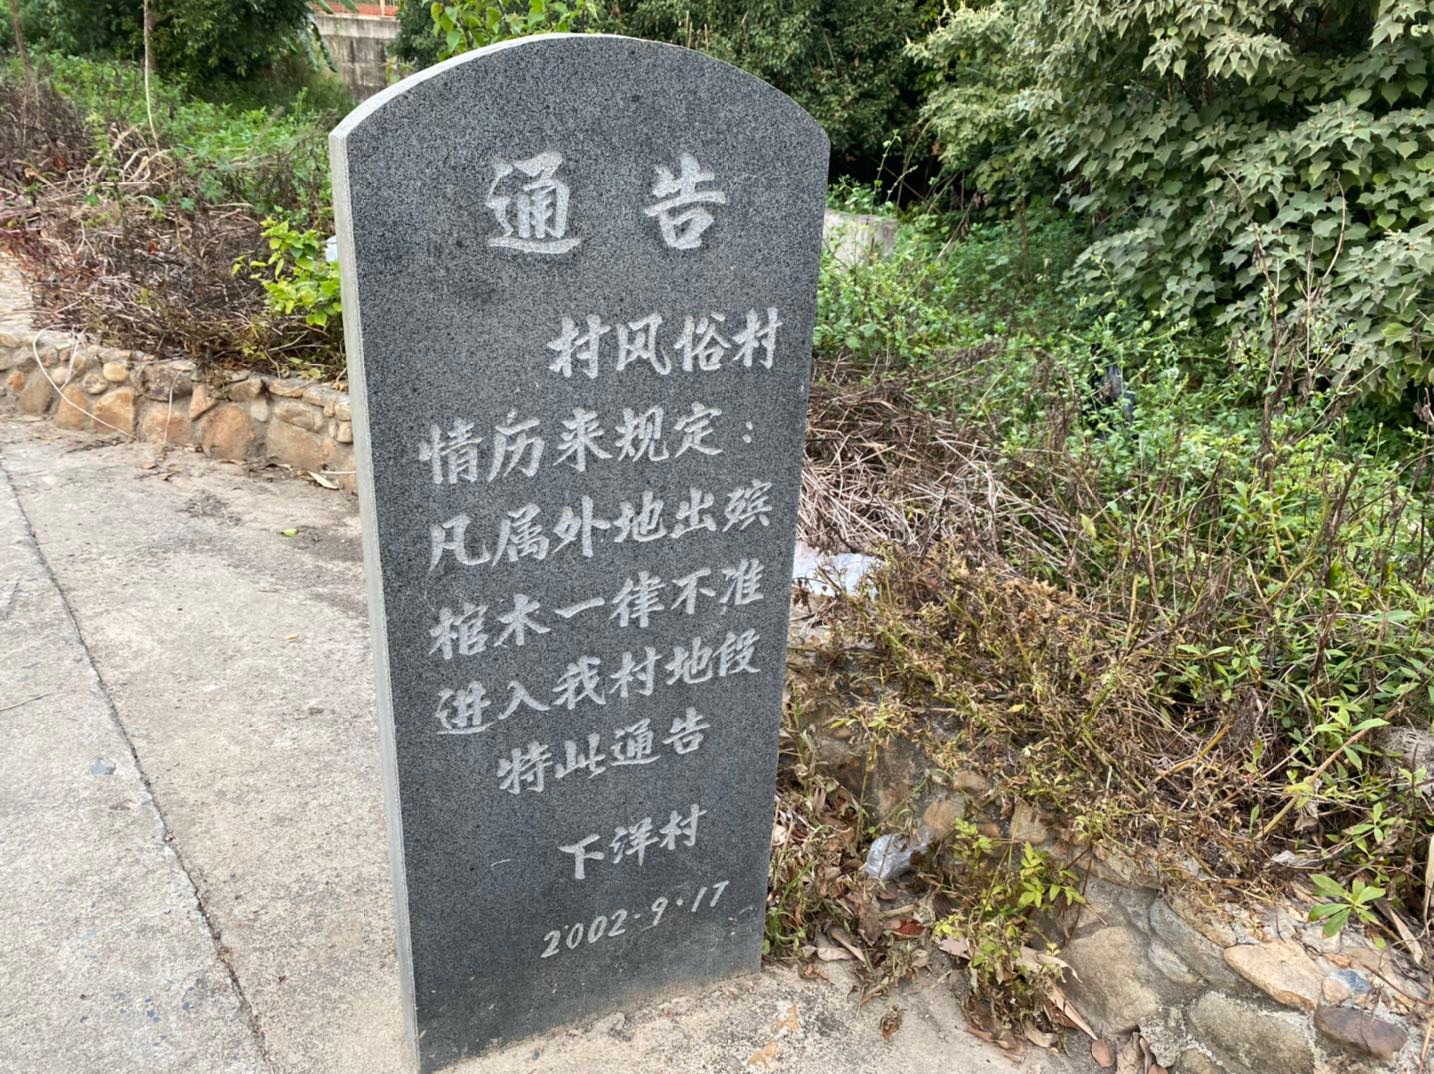 通告
村风俗村
情历来规定：
凡属外地出殡
棺木一律不准
进入我村地段
特此通告
下洋村
2002.9.17